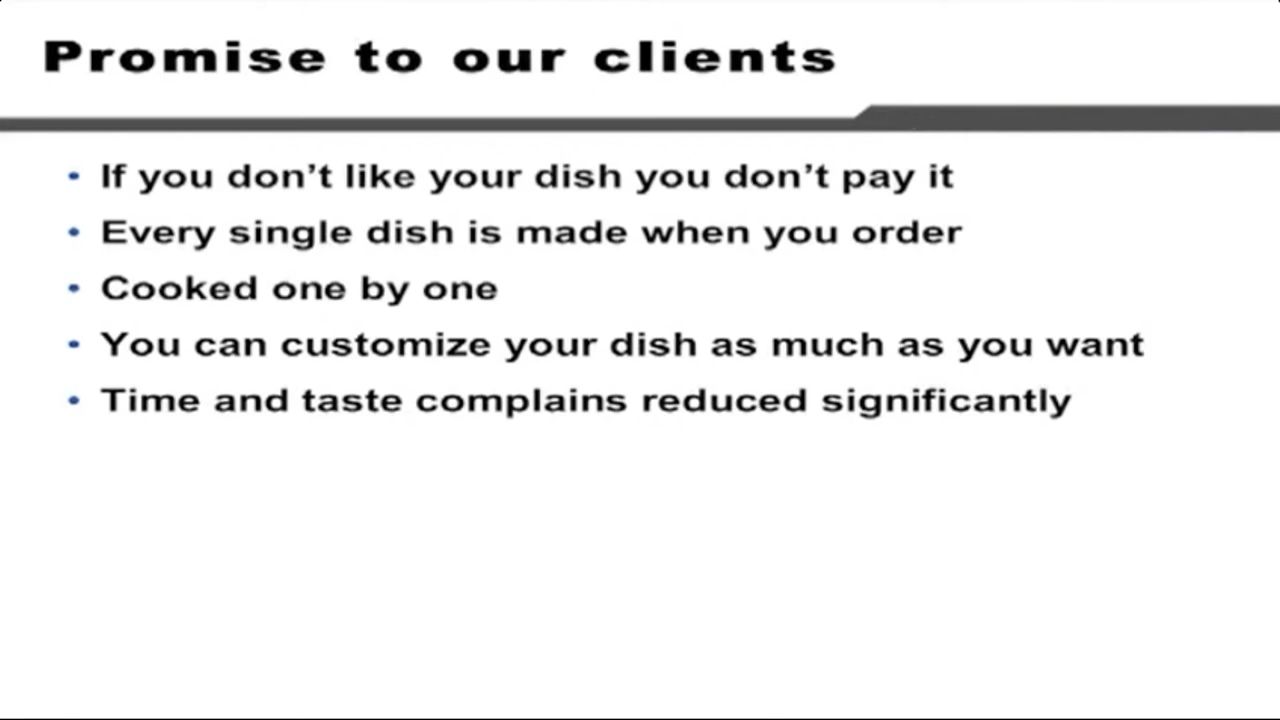 Promise to our clients
• If you don’t like your dish you don’t pay it
• Every single dish is made when you order
• Cooked one by one
• You can customize your dish as much as you want
• Time and taste complains reduced significantly